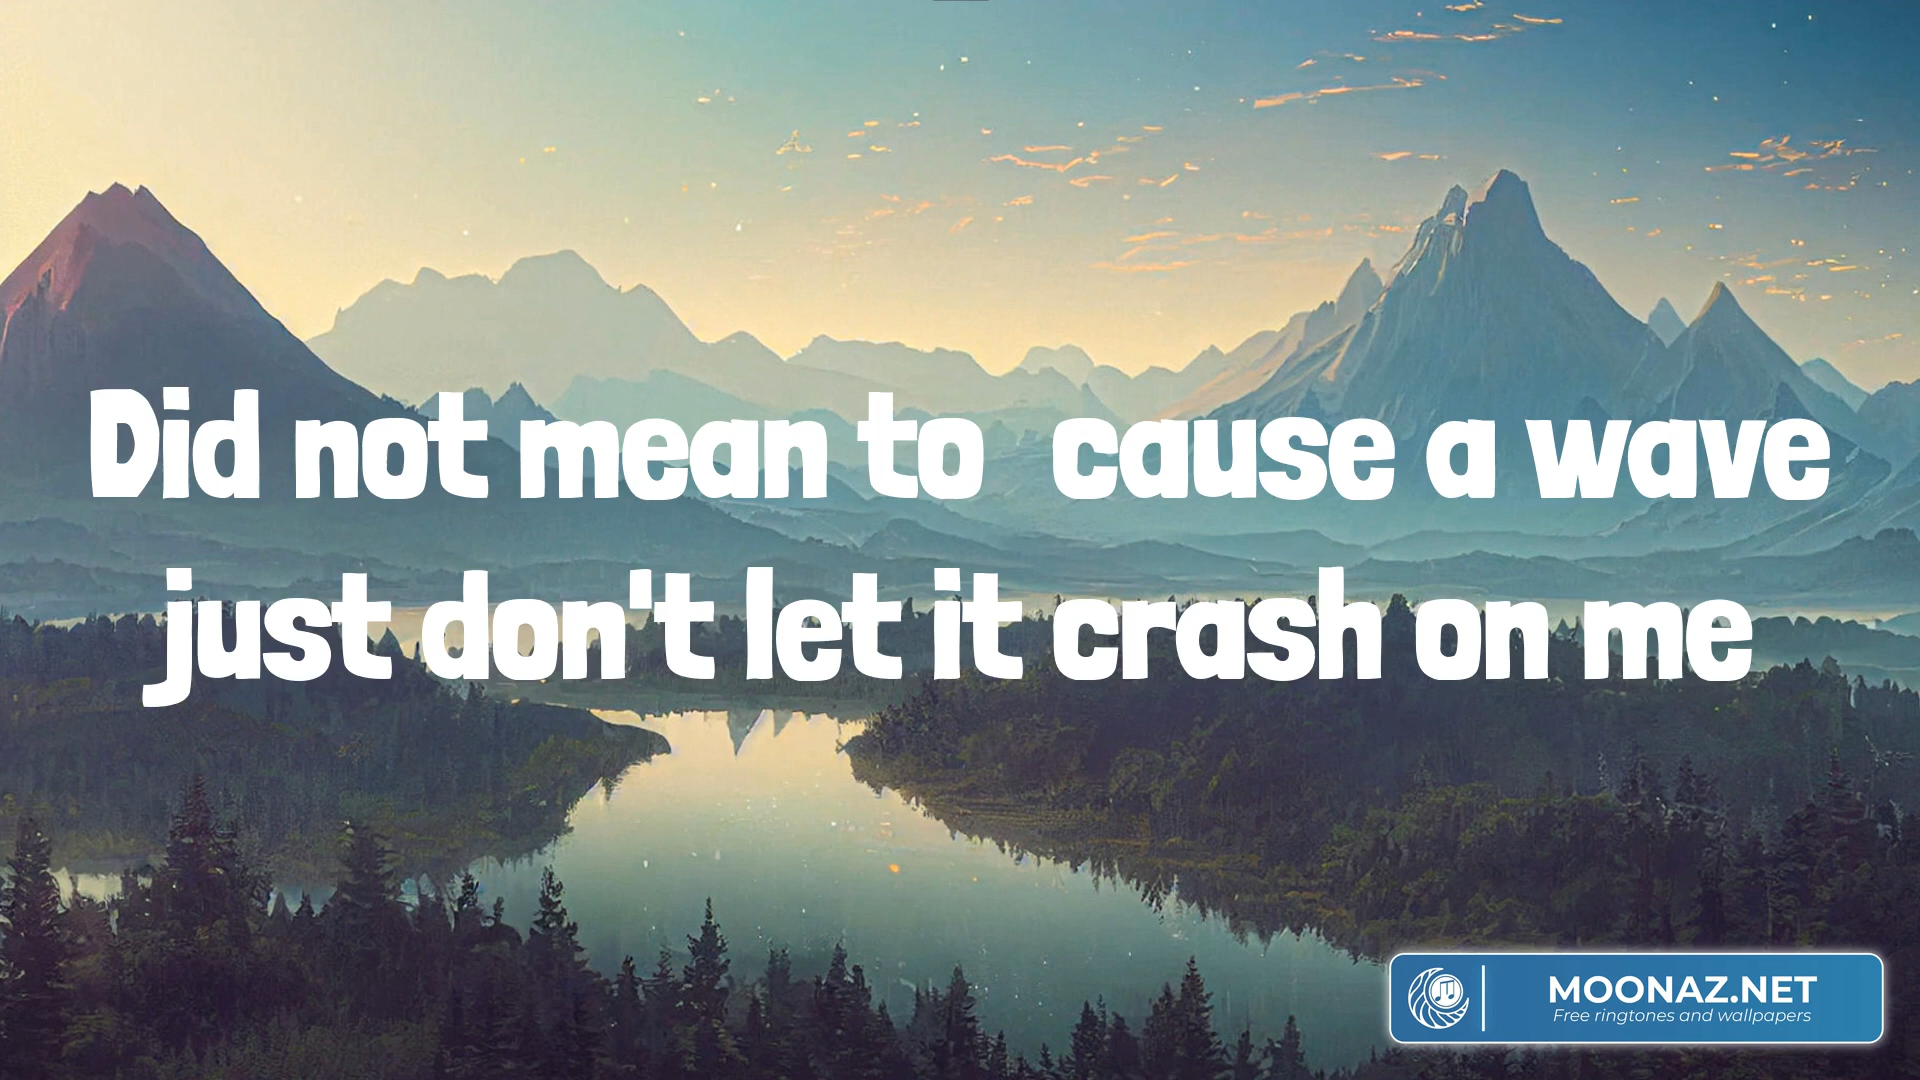 Did not mean to  cause a wave
just don't let it crash on me
MOONAZ.NET
Free ringtones and wallpapers